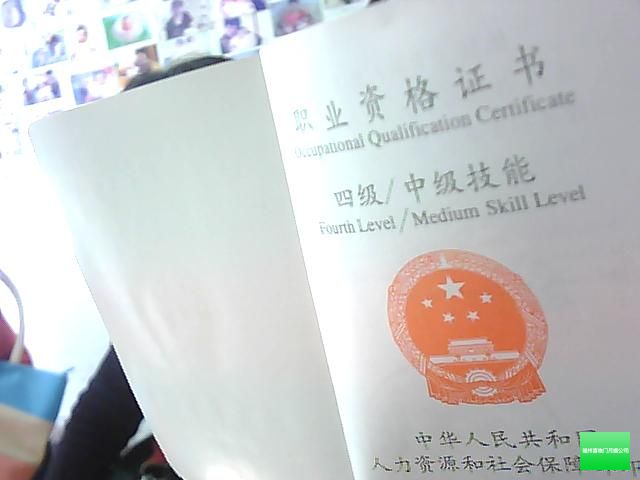 职业资格证书
Occupational Qualification Certificate
四级/中级技能
Fourth Level/Medium Skill Level
中华人民共和国
人力资源和社会保障